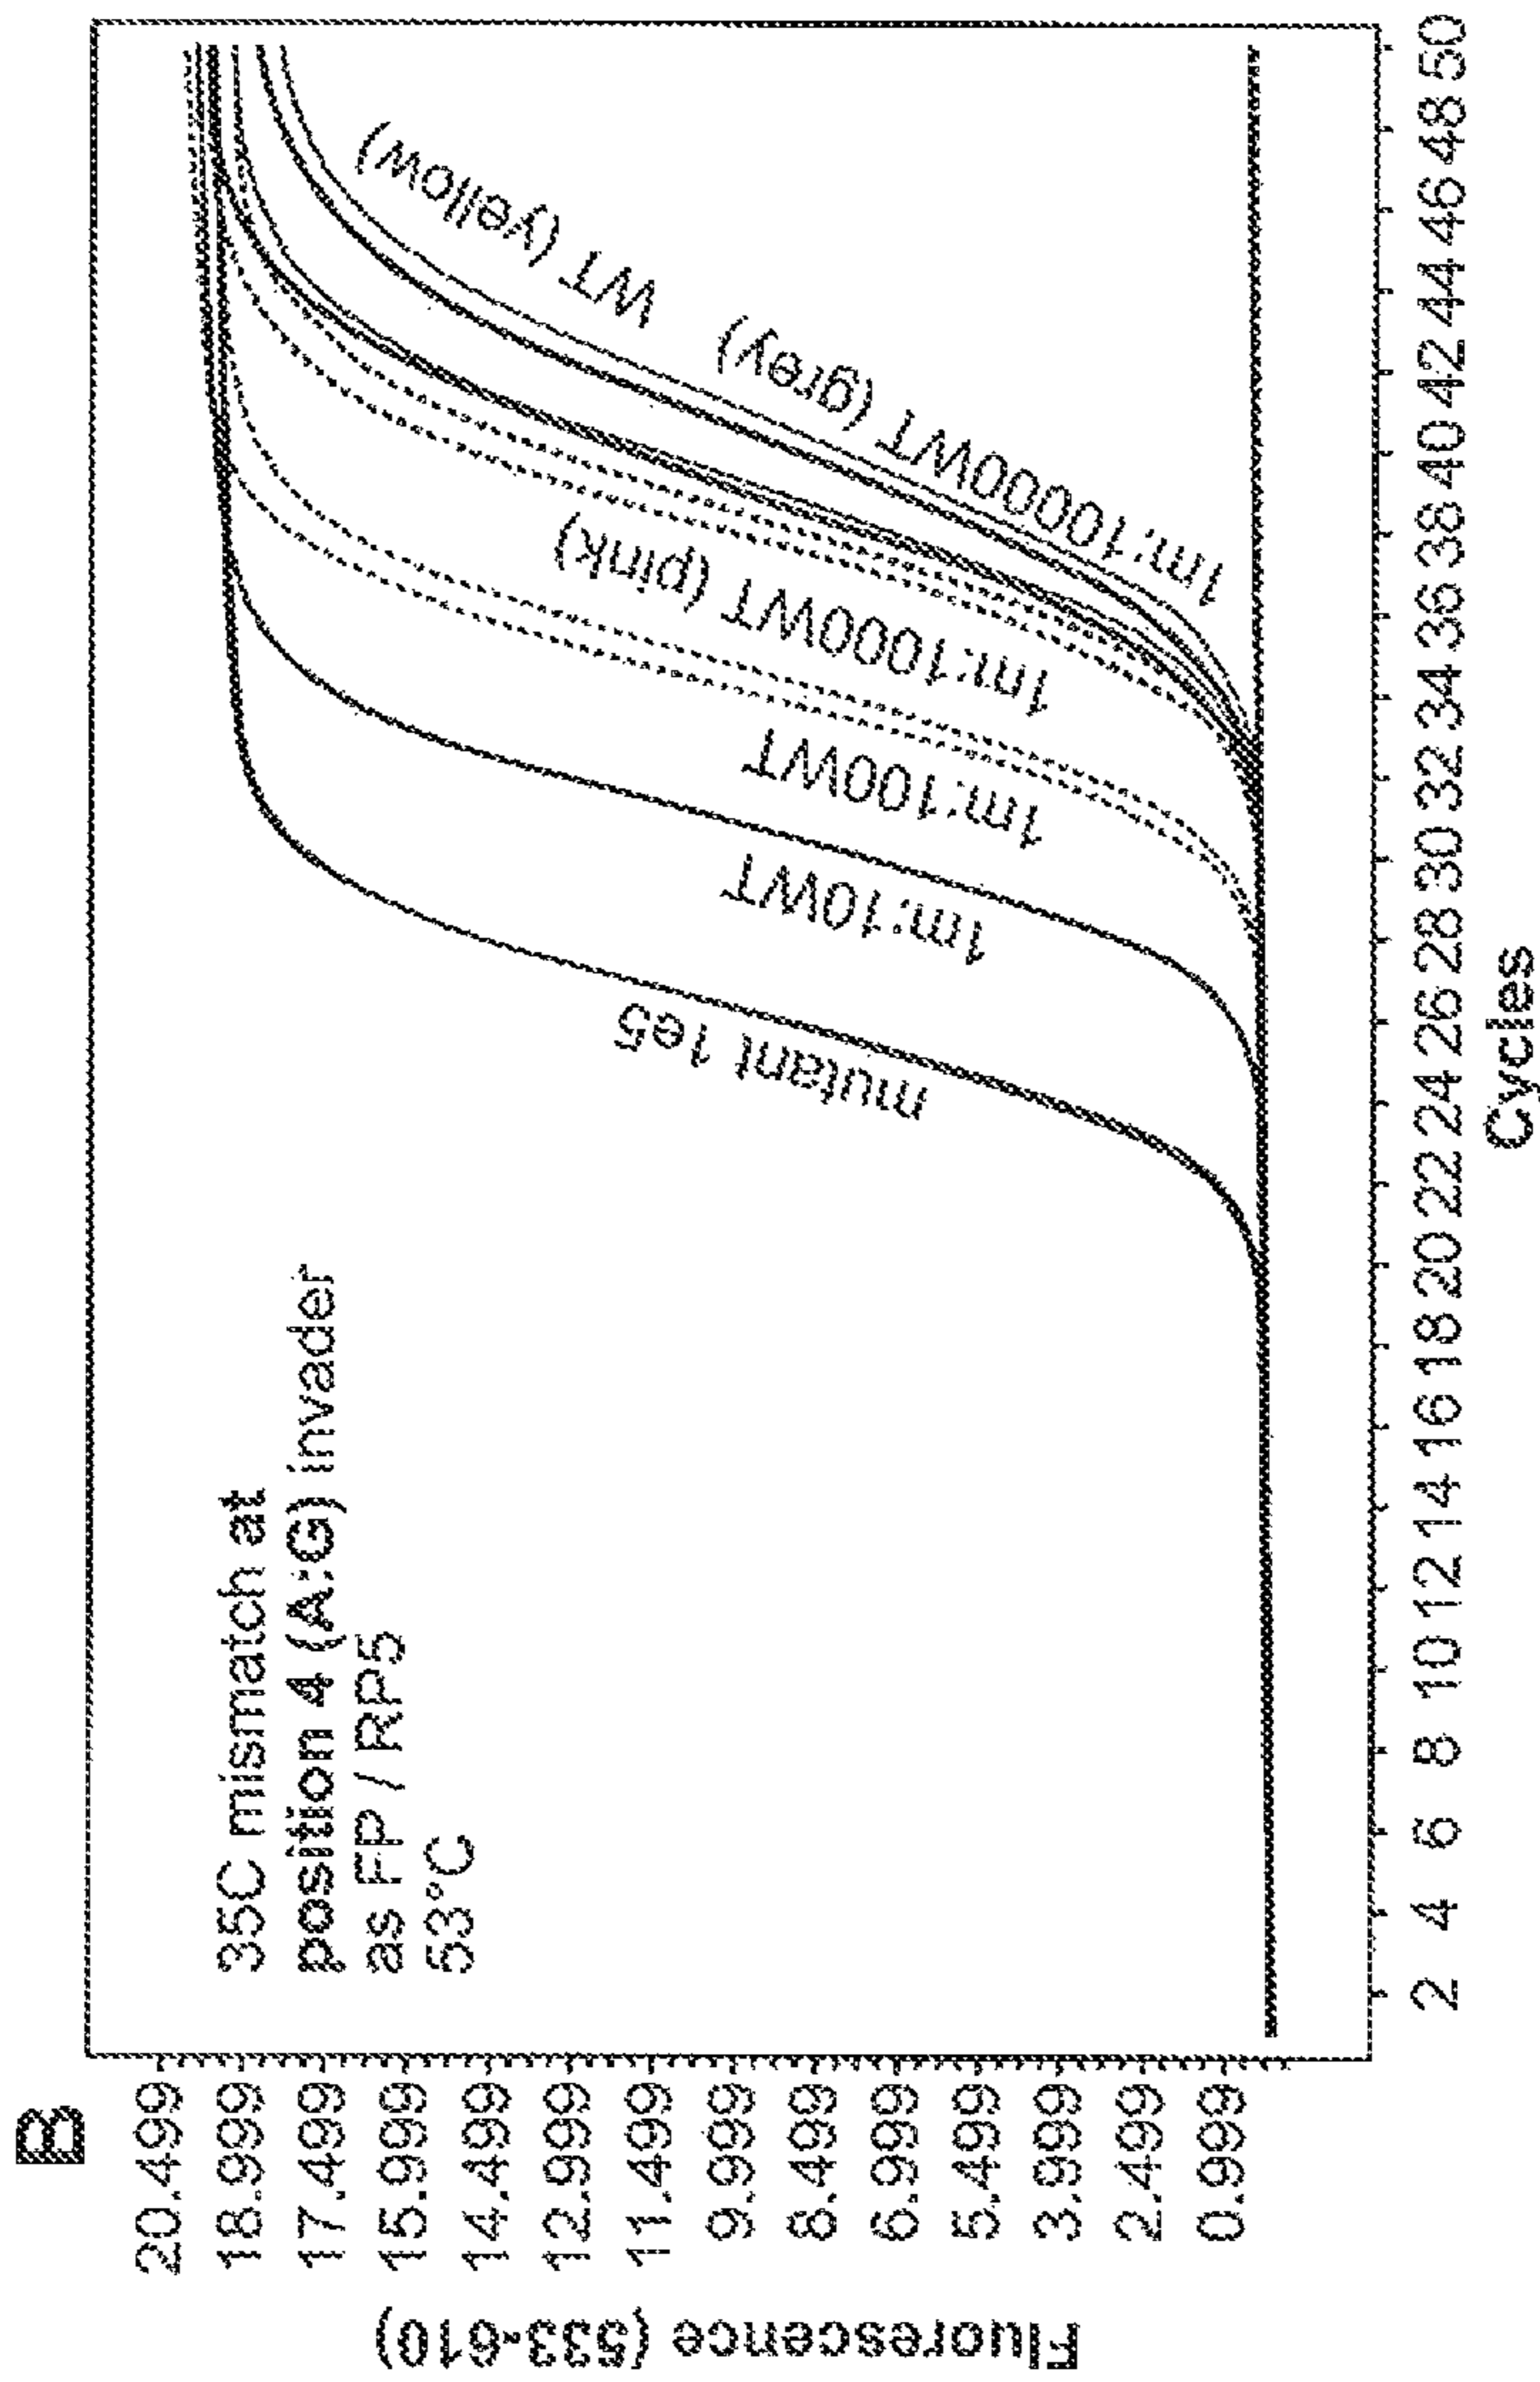 B
Fluorescence (533-610)
20.499
18.999
17.499
15.999
14.499
12.999
11.499
9.999
8.499
6.999
5.499
3.999
2.499
0.999
35C mismatch at
position 4 (A:G) invader
as FP / RP5
53°C
mutant 1e5
1m:10WT
1m:100WT
1m:1000WT (pink)
1m:10000WT (grey)
WT (yellow)
2 4 6 8 10 12 14 16 18 20 22 24 26 28 30 32 34 36 38 40 42 44 46 48 50
Cycles